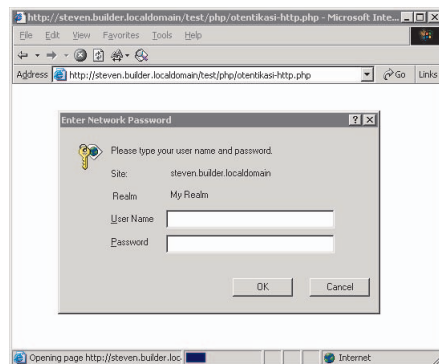 http://steven.builder.localdomain/test/php/otentikasi-http.php - Microsoft Inte...
File Edit View Favorites Tools Help
Address http://steven.builder.localdomain/test/php/otentikasi-http.php Go Links
Enter Network Password
Please type your user name and password.
Site: steven.builder.localdomain
Realm My Realm
User Name
Password
OK Cancel
Opening page http://steven.builder.loc Internet